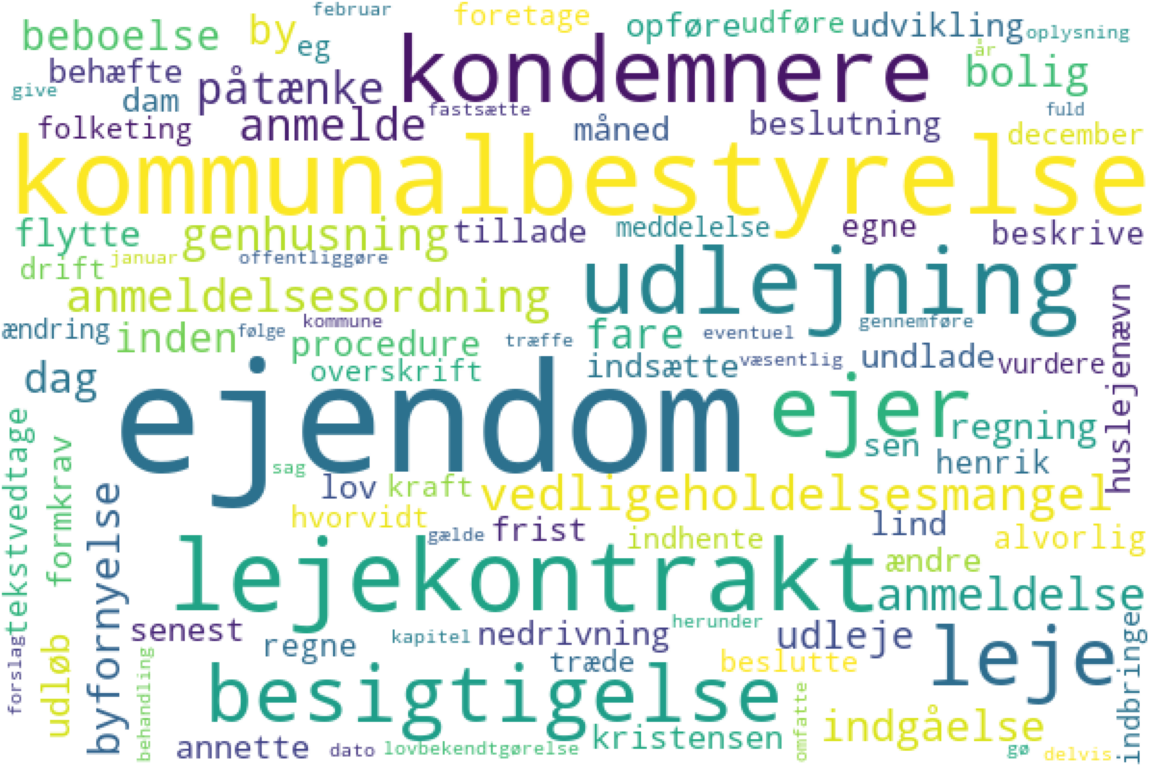 februar
beboelse by foretage opføre udføre udvikling oplysning
eg kondemnere år
behæfte påtænke bolig
give dam fastsætte fuld
folketing anmelde måned beslutning december
kommunalbestyrelse
flytte genhusning tillade meddelelse egne beskrive
drift januar offentliggøre udlejning
anmeldelsesordning huslejenævn
ændring inden følge kommune procedure træffe fare eventuel gennemføre
overskrift indsætte væsentlig undlade vurdere
dag ejendom ejer
tekstvedtage regning
formkrav sag sen henrik
byfornyelse lov kraft vedligeholdelsesmangel
hvorvidt gælde frist indhente lind alvorlig
lejekontrakt ændre
anmeldelse
forslag udløb senest regne kapitel nedrivning herunder udleje leje indbringe
behandling besigtigelse træde beslutte
omfatte indgåelse
annette dato lovbekendtgørelse kristensen gø delvis